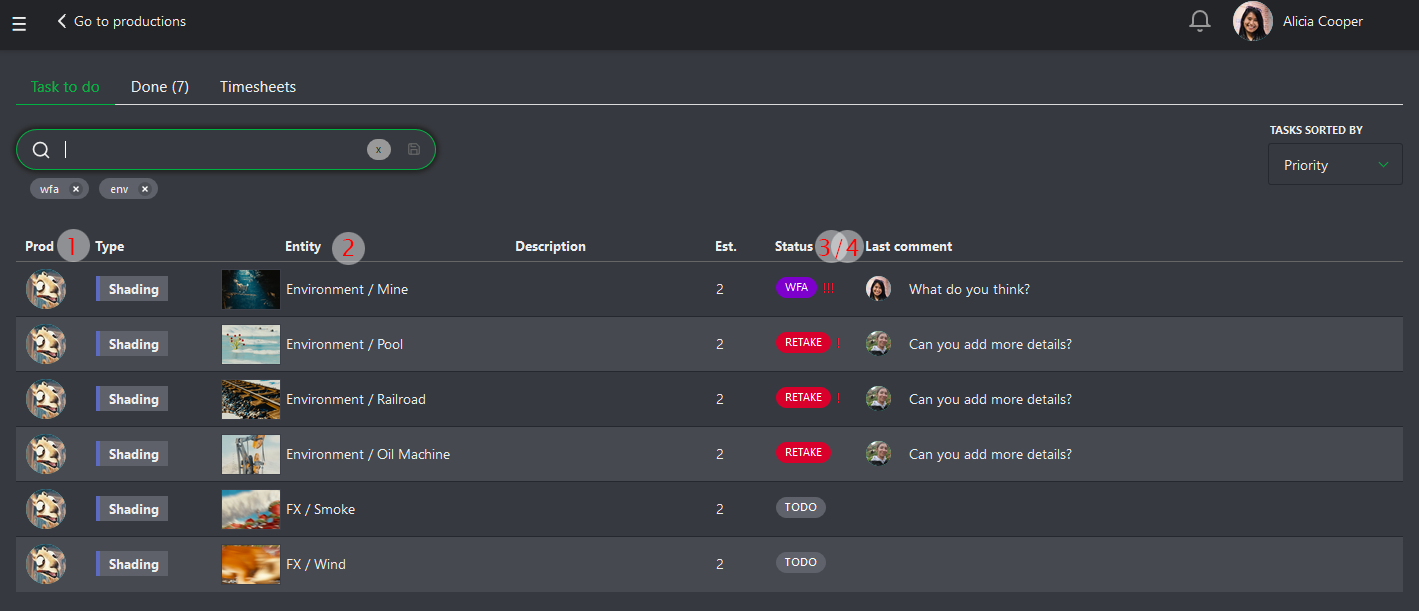 Go to productions Alicia Cooper
Task to do Done (7) Timesheets
TASKS SORTED BY
x
Priority
wfa x env x
Prod 1 Type Entity 2 Description Est. Status 3/4 Last comment
Shading Environment / Mine 2 WFA !!! What do you think?
Shading Environment / Pool 2 RETAKE ! Can you add more details?
Shading Environment / Railroad 2 RETAKE ! Can you add more details?
Shading Environment / Oil Machine 2 RETAKE Can you add more details?
Shading FX / Smoke 2 TODO
Shading FX / Wind 2 TODO